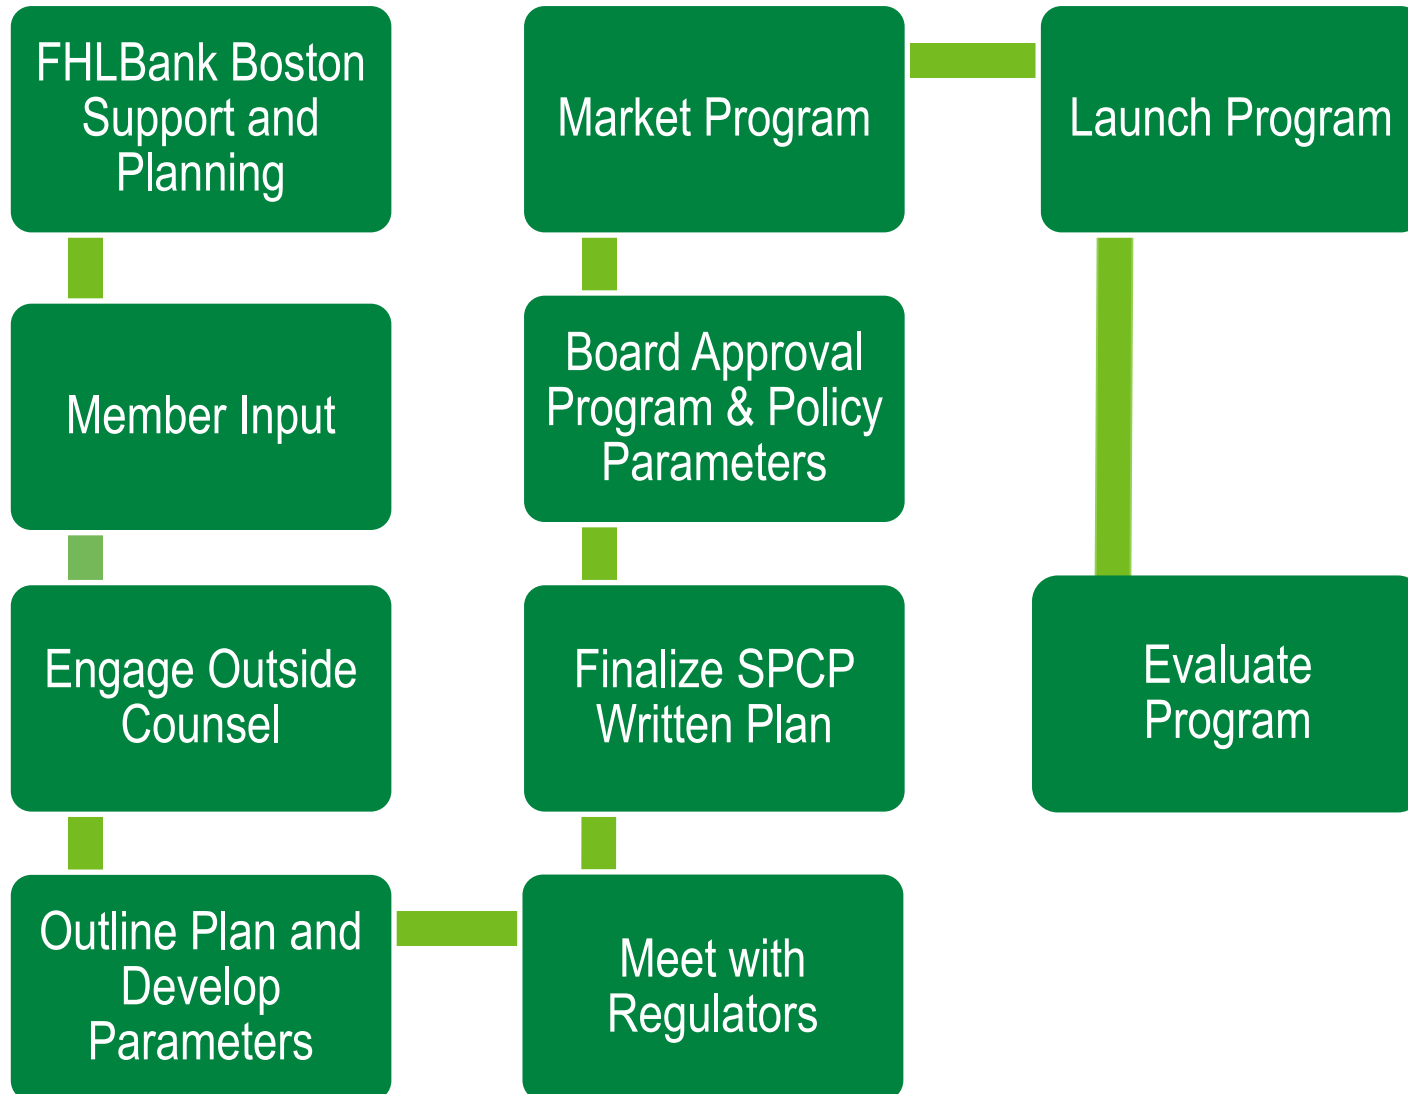 FHLBank Boston
Support and
Planning
Member Input
Engage Outside
Counsel
Outline Plan and
Develop
Parameters
Meet with
Regulators
Finalize SPCP
Written Plan
Board Approval
Program & Policy
Parameters
Market Program
Launch Program
Evaluate
Program